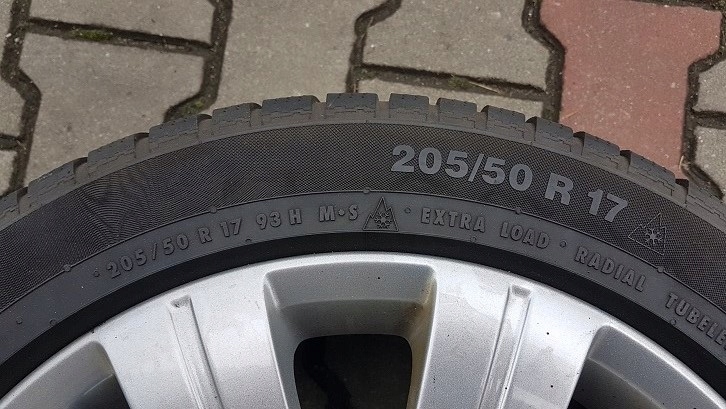 205/50 R 17
205/50 R 17 93 H M·S · EXTRA LOAD · RADIAL